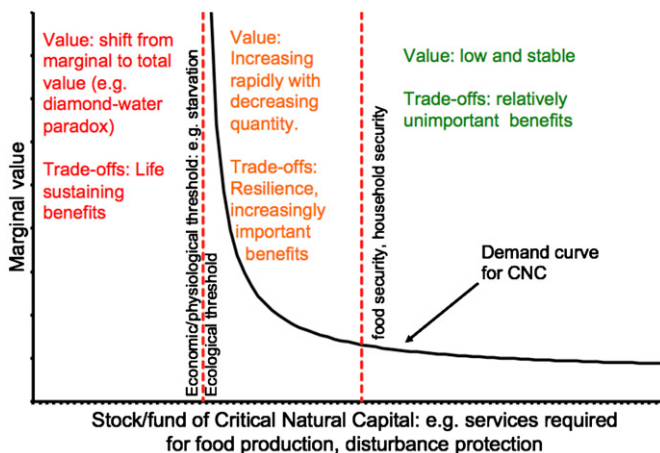 Marginal value
Value: shift from
marginal to total
value (e.g.
diamond-water
paradox)
Trade-offs: Life
sustaining
benefits
Economic/physiological threshold: e.g. starvation
Ecological threshold
Value:
Increasing
rapidly with
decreasing
quantity.
Trade-offs:
Resilience,
increasingly
important
benefits
food security, household security
Value: low and stable
Trade-offs: relatively
unimportant benefits
Demand curve
for CNC
Stock/fund of Critical Natural Capital: e.g. services required
for food production, disturbance protection